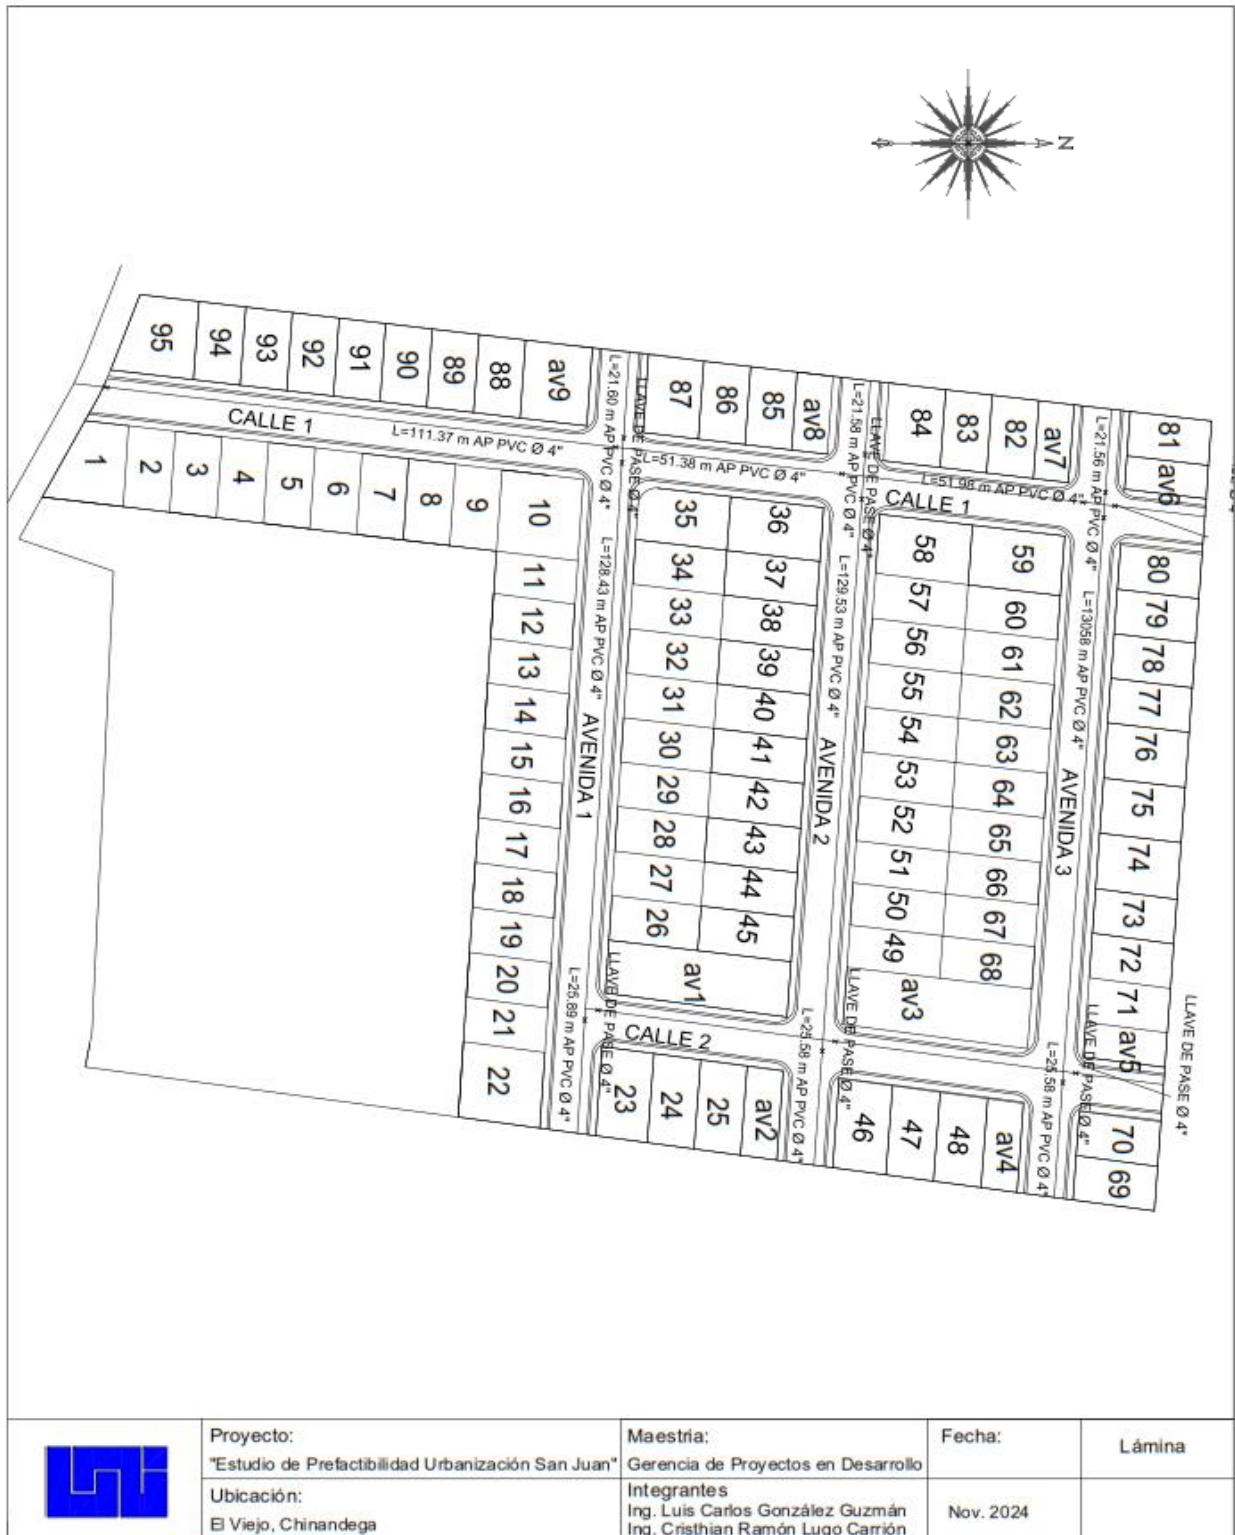 N
95
94
93
92
91
90
89
88
av9
87
86
85
av8
84
83
82
av7
81
av6
L=21.60 m AP PVC Ø 4"
LLAVE DE PASE Ø 4"
L=21.58 m AP PVC Ø 4"
LLAVE DE PASE Ø 4"
L=21.56 m AP PVC Ø 4"
CALLE 1
L=111.37 m AP PVC Ø 4"
L=51.38 m AP PVC Ø 4"
L=51.98 m AP PVC Ø 4"
CALLE 1
1
2
3
4
5
6
7
8
9
10
11
12
13
14
15
16
17
18
19
20
21
22
L=128.43 m AP PVC Ø 4"
AVENIDA 1
L=25.89 m AP PVC Ø 4"
35
34
33
32
31
30
29
28
27
26
36
37
38
39
40
41
42
43
44
45
av1
L=129.53 m AP PVC Ø 4"
AVENIDA 2
58
57
56
55
54
53
52
51
50
49
59
60
61
62
63
64
65
66
67
68
av3
L=13058 m AP PVC Ø 4"
AVENIDA 3
80
79
78
77
76
75
74
73
72
71
av5
70
69
LLAVE DE PASE Ø 4"
CALLE 2
LLAVE DE PASE Ø 4"
23
24
25
av2
L=25.58 m AP PVC Ø 4"
LLAVE DE PASE Ø 4"
46
47
48
av4
L=25.58 m AP PVC Ø 4"
LLAVE DE PASE Ø 4"
Proyecto:
"Estudio de Prefactibilidad Urbanización San Juan"
Ubicación:
El Viejo, Chinandega
Maestria:
Gerencia de Proyectos en Desarrollo
Integrantes
Ing. Luis Carlos González Guzmán
Ing. Cristhian Ramón Lugo Carrión
Fecha:
Nov. 2024
Lámina